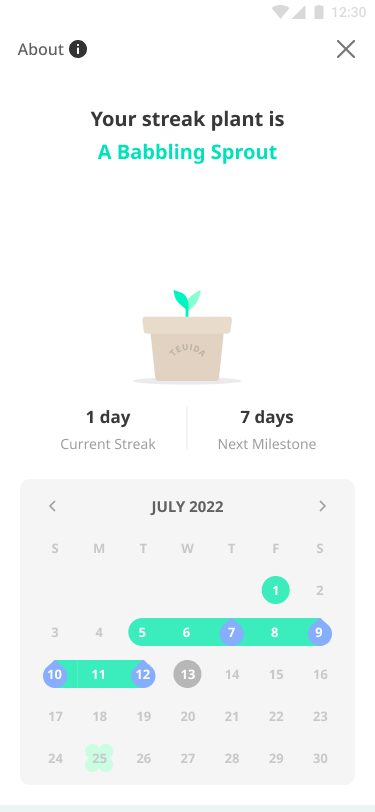 12:30
About i
Your streak plant is
A Babbling Sprout
TEUIDA
1 day 7 days
Current Streak Next Milestone
JULY 2022
S M T W T F S
1 2
3 4 5 6 7 8 9
10 11 12 13 14 15 16
17 18 19 20 21 22 23
24 25 26 27 28 29 30